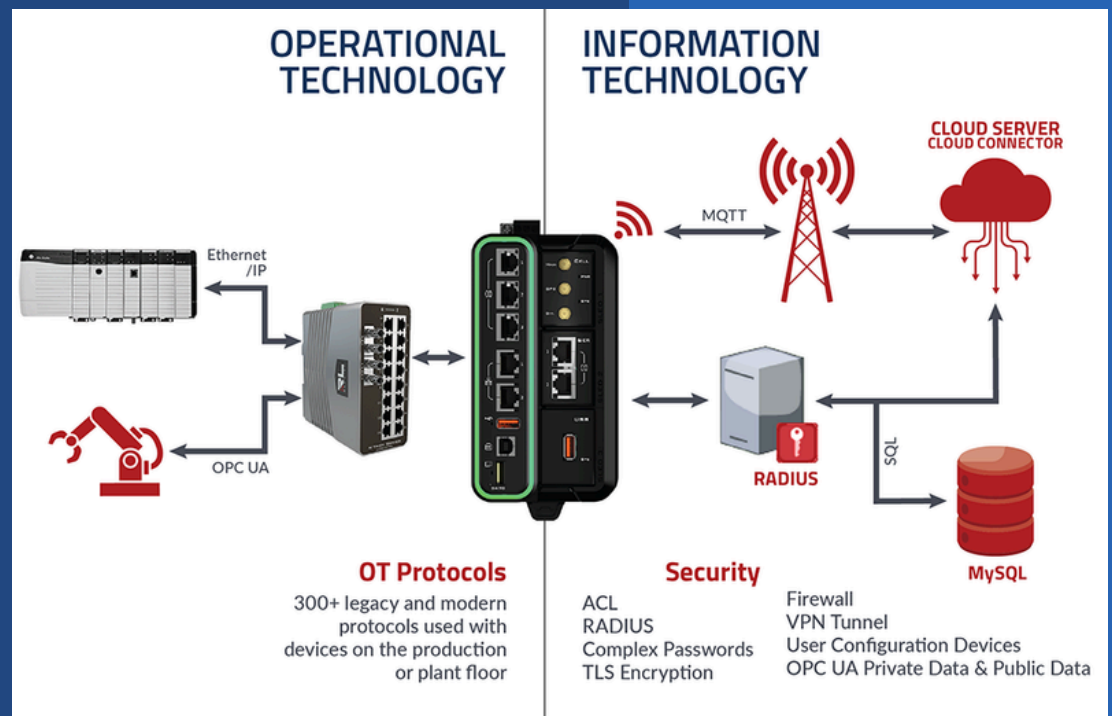 OPERATIONAL
TECHNOLOGY
INFORMATION
TECHNOLOGY
CLOUD SERVER
CLOUD CONNECTOR
MQTT
Ethernet
/IP
OPC UA
RADIUS
SQL
MySQL
OT Protocols
300+ legacy and modern
protocols used with
devices on the production
or plant floor
Security
ACL
RADIUS
Complex Passwords
TLS Encryption
Firewall
VPN Tunnel
User Configuration Devices
OPC UA Private Data & Public Data